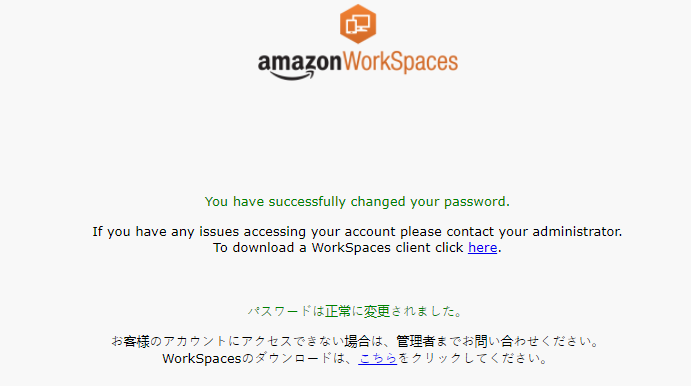 amazon WorkSpaces
You have successfully changed your password.
If you have any issues accessing your account please contact your administrator.
To download a WorkSpaces client click here.
パスワードは正常に変更されました。
お客様のアカウントにアクセスできない場合は、管理者までお問い合わせください。
WorkSpacesのダウンロードは、こちらをクリックしてください。